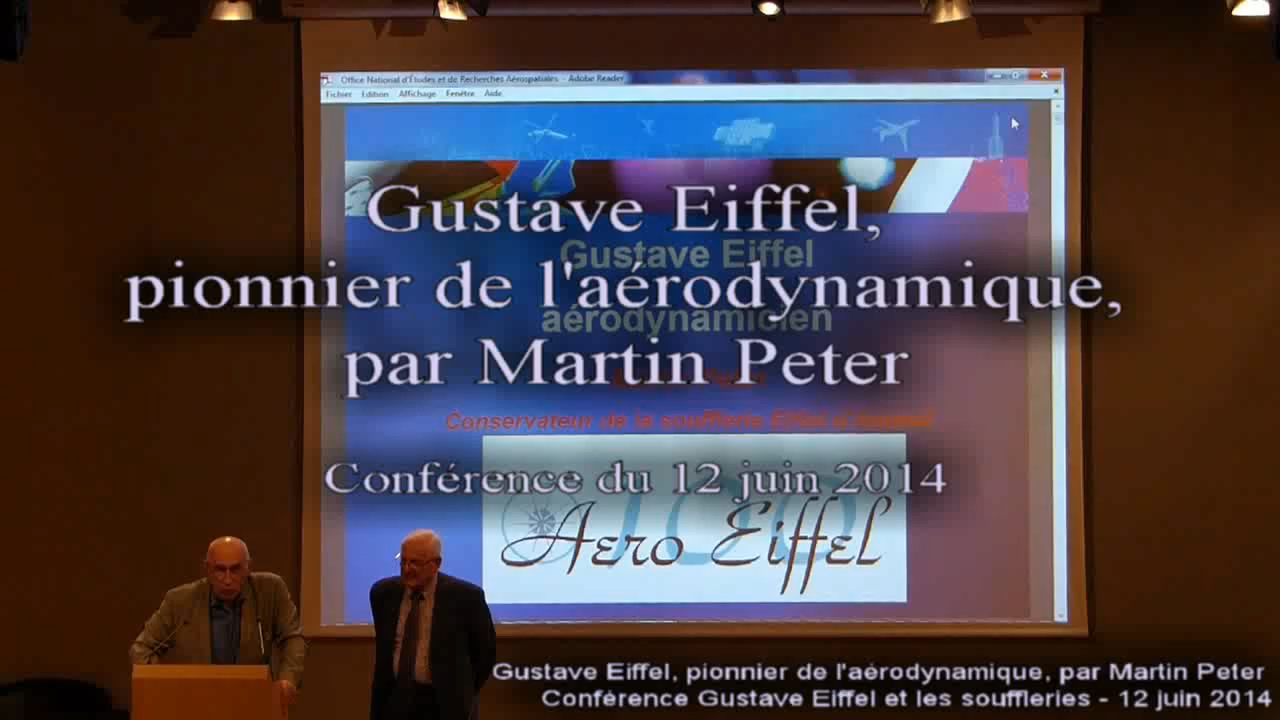 Office National d'Études et de Recherches Aérospatiales - Adobe Reader
Fichier Edition Affichage Fenêtre Aide
Gustave Eiffel,
Gustave Eiffel
pionnier de l'aérodynamique,
aérodynamicien
par Martin Peter
Conservateur de la soufflerie Eiffel
Conférence du 12 juin 2014
100
Aero Eiffel
Gustave Eiffel, pionnier de l'aérodynamique, par Martin Peter
Conférence Gustave Eiffel et les souffleries - 12 juin 2014